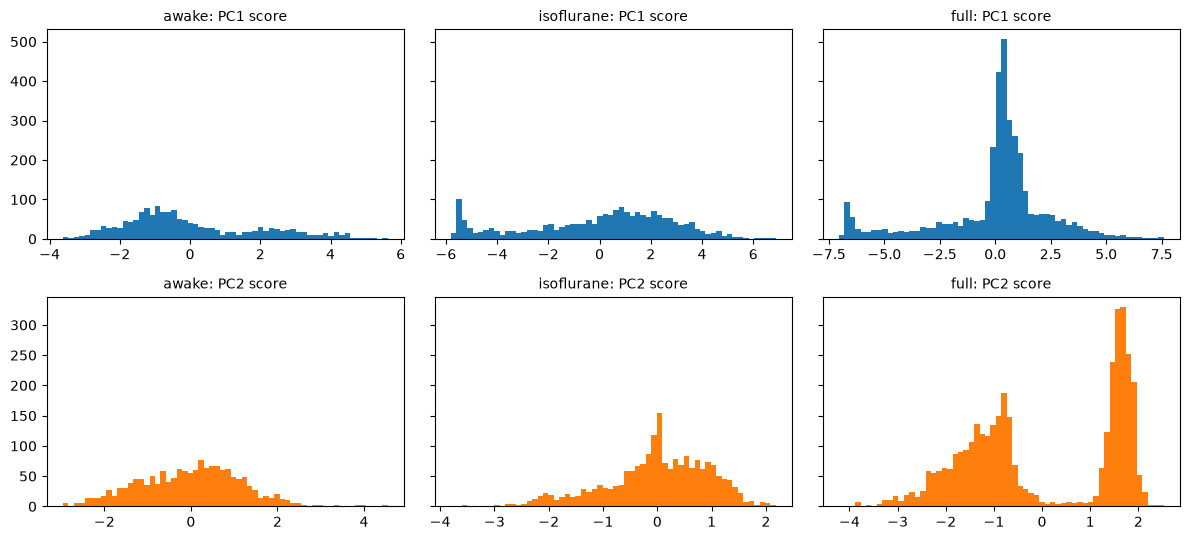 awake: PC1 score
isoflurane: PC1 score
full: PC1 score
500
400
300
200
100
0
−4 −2 0 2 4 6
−6 −4 −2 0 2 4 6
−7.5 −5.0 −2.5 0.0 2.5 5.0 7.5
awake: PC2 score
isoflurane: PC2 score
full: PC2 score
300
250
200
150
100
50
0
−2 0 2 4
−4 −3 −2 −1 0 1 2
−4 −3 −2 −1 0 1 2